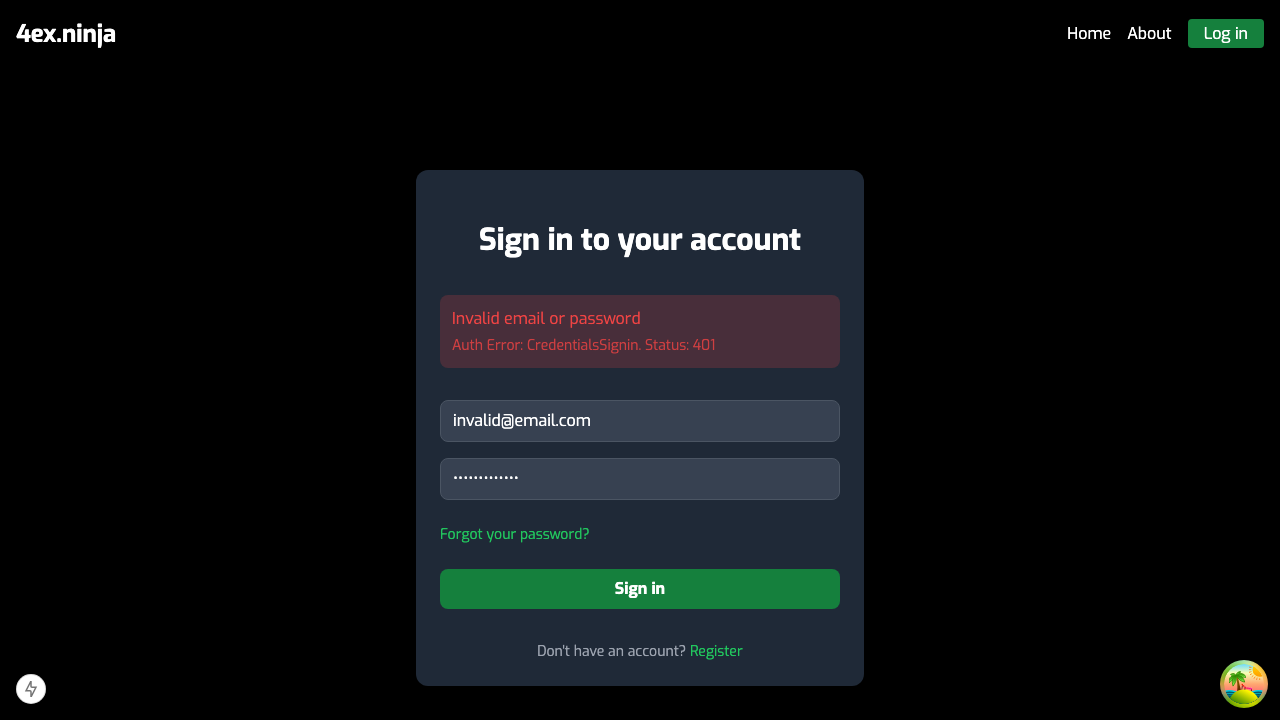 4ex.ninja
Home About Log in
Sign in to your account
Invalid email or password
Auth Error: CredentialsSignin. Status: 401
invalid@email.com
•••••••••••••
Forgot your password?
Sign in
Don't have an account? Register